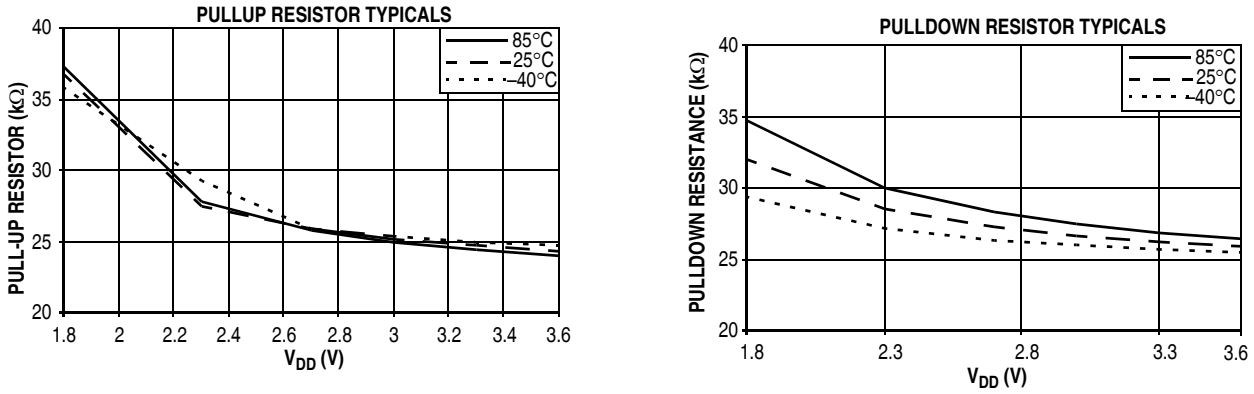 PULLUP RESISTOR TYPICALS
PULL-UP RESISTOR (kΩ)
40
35
30
25
20
85°C
25°C
–40°C
1.8 2 2.2 2.4 2.6 2.8 3 3.2 3.4 3.6
VDD (V)
PULLDOWN RESISTOR TYPICALS
PULLDOWN RESISTANCE (kΩ)
40
35
30
25
20
85°C
25°C
–40°C
1.8 2.3 2.8 3.3 3.6
VDD (V)